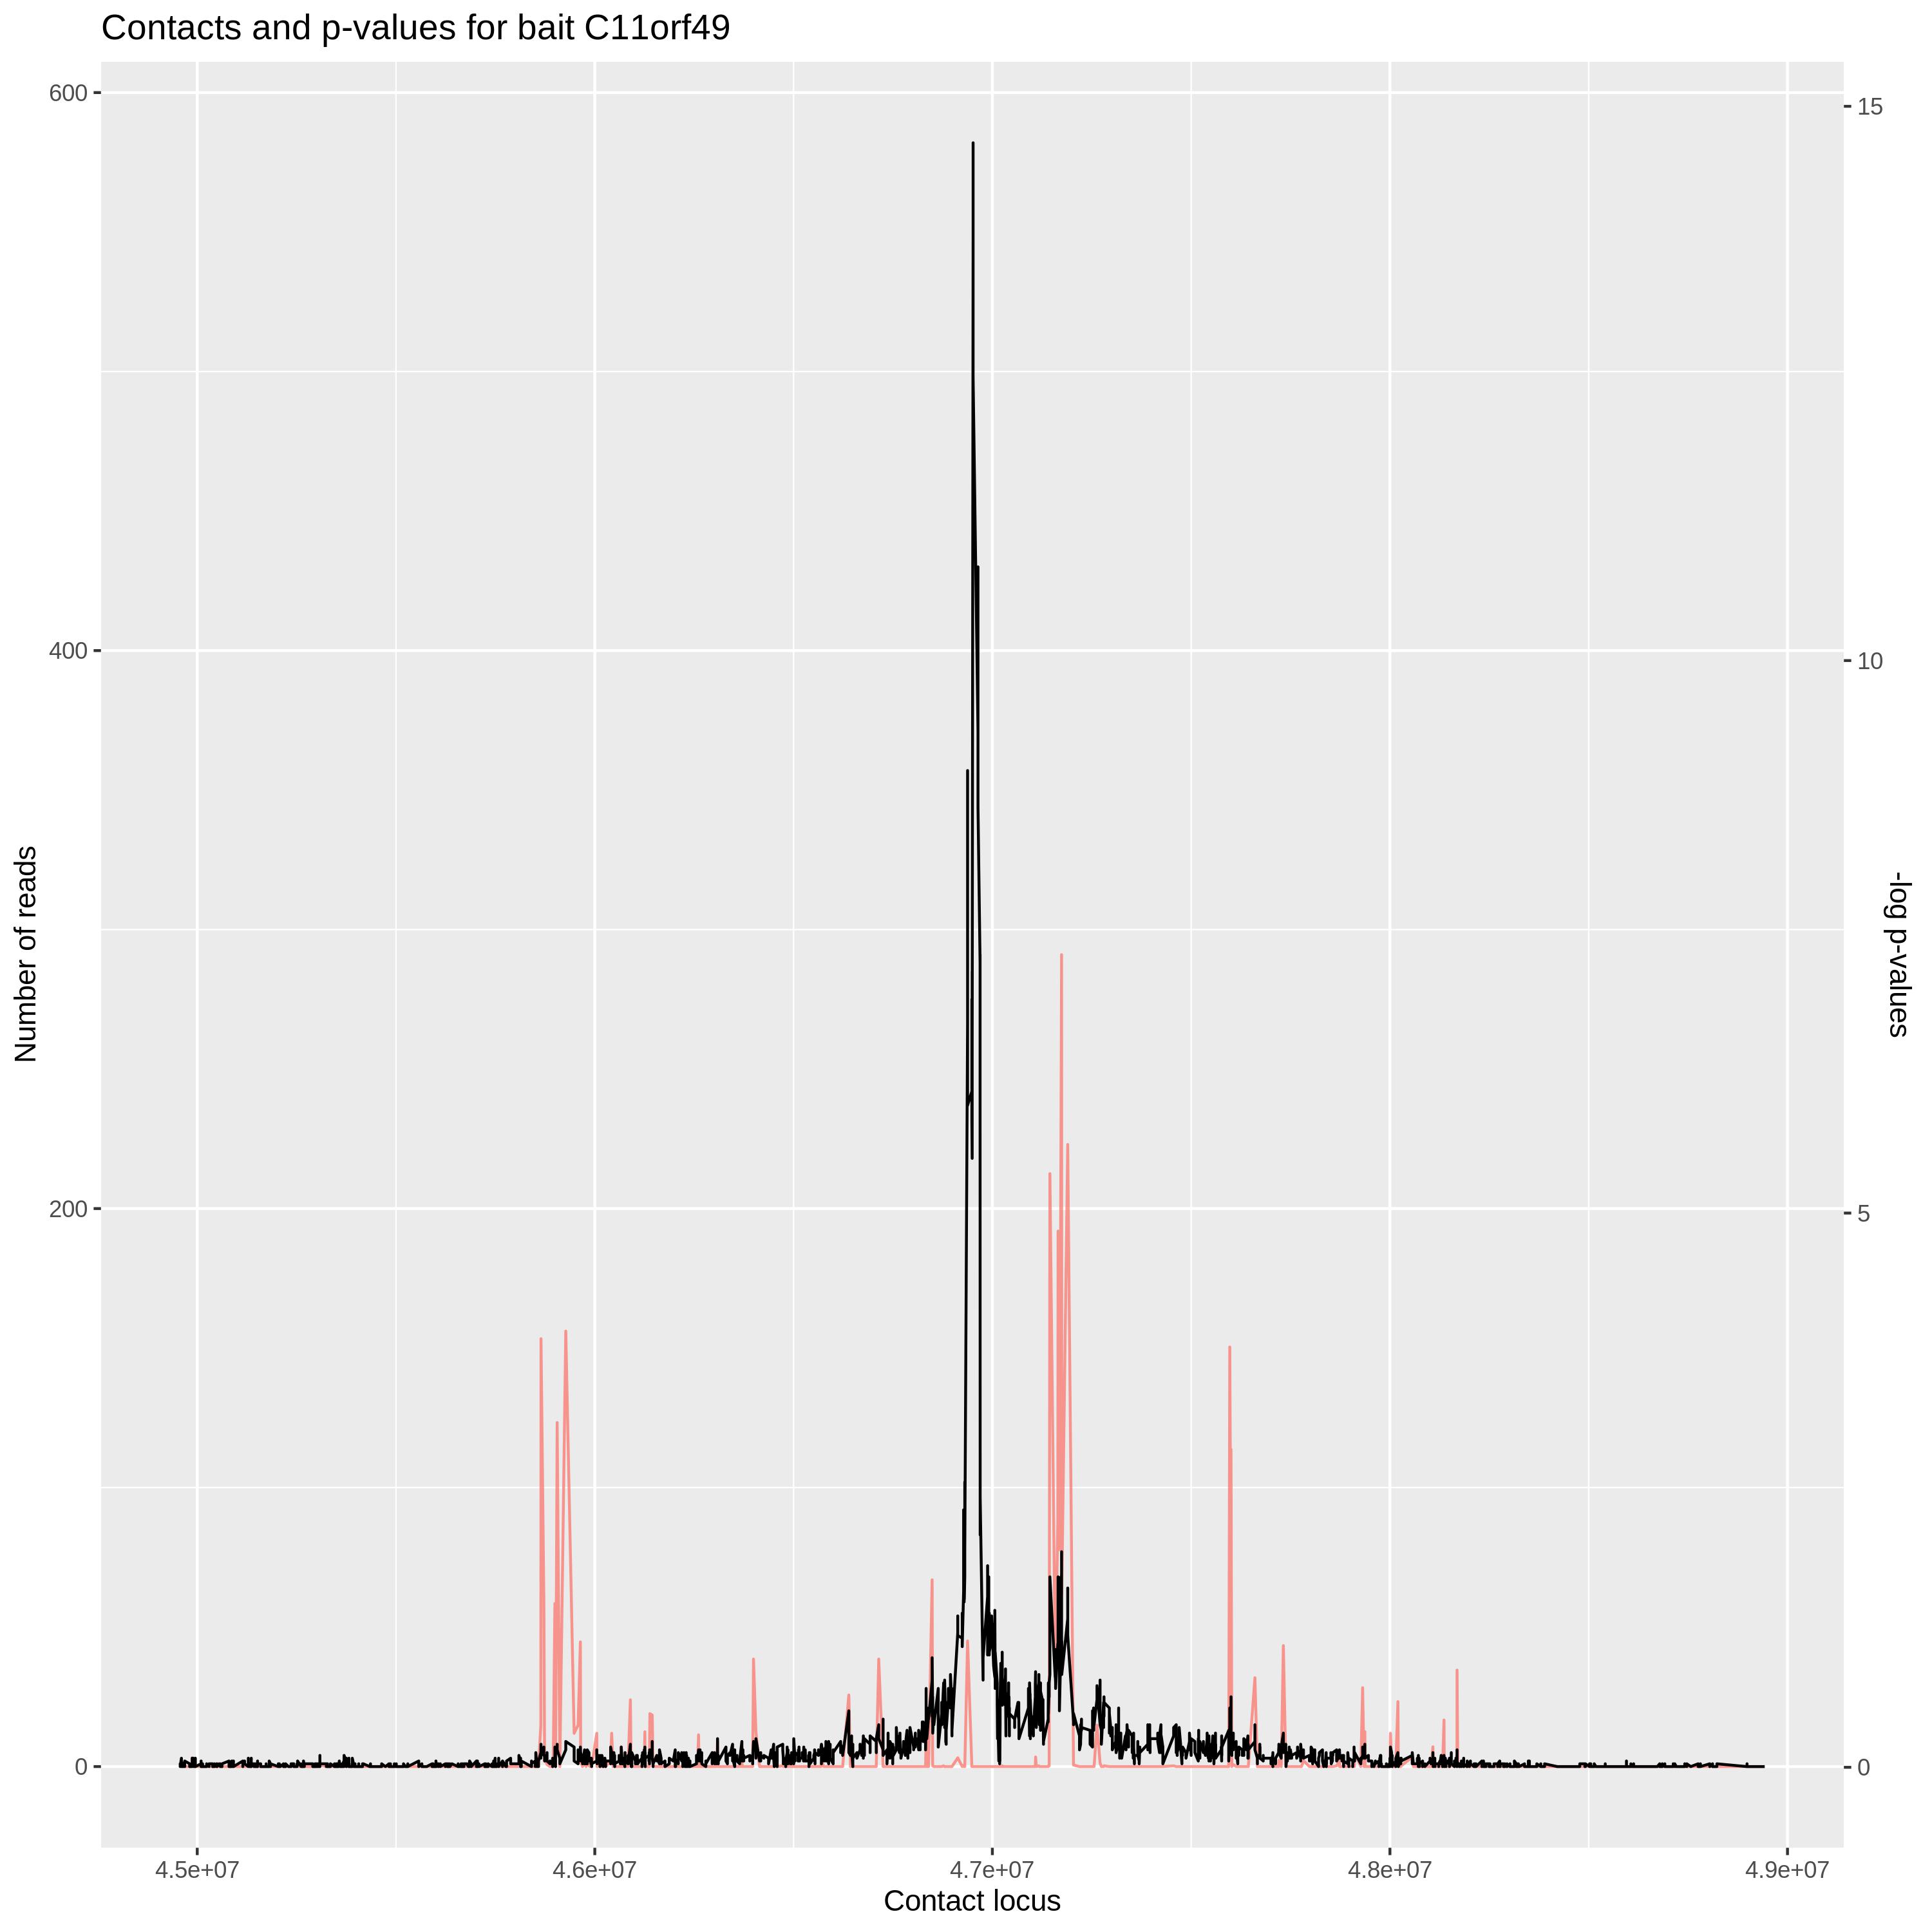 Contacts and p-values for bait C11orf49
600
400
200
0
Number of reads
15
10
5
0
-log p-values
4.5e+07
4.6e+07
4.7e+07
4.8e+07
4.9e+07
Contact locus